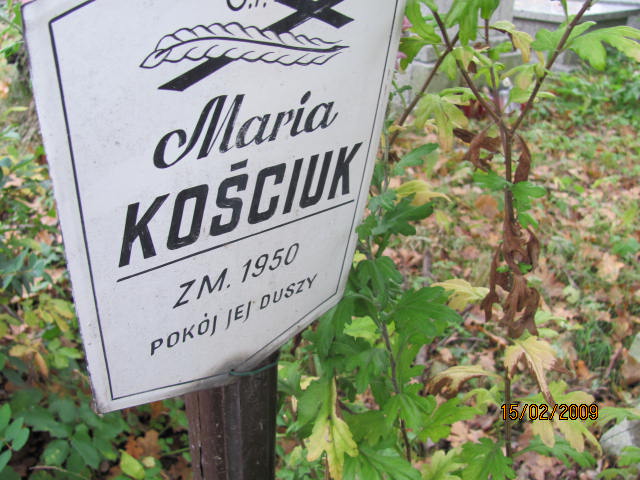 Ś.P.
Maria
KOŚCIUK
ZM. 1950
POKÓJ JEJ DUSZY
15/02/2009